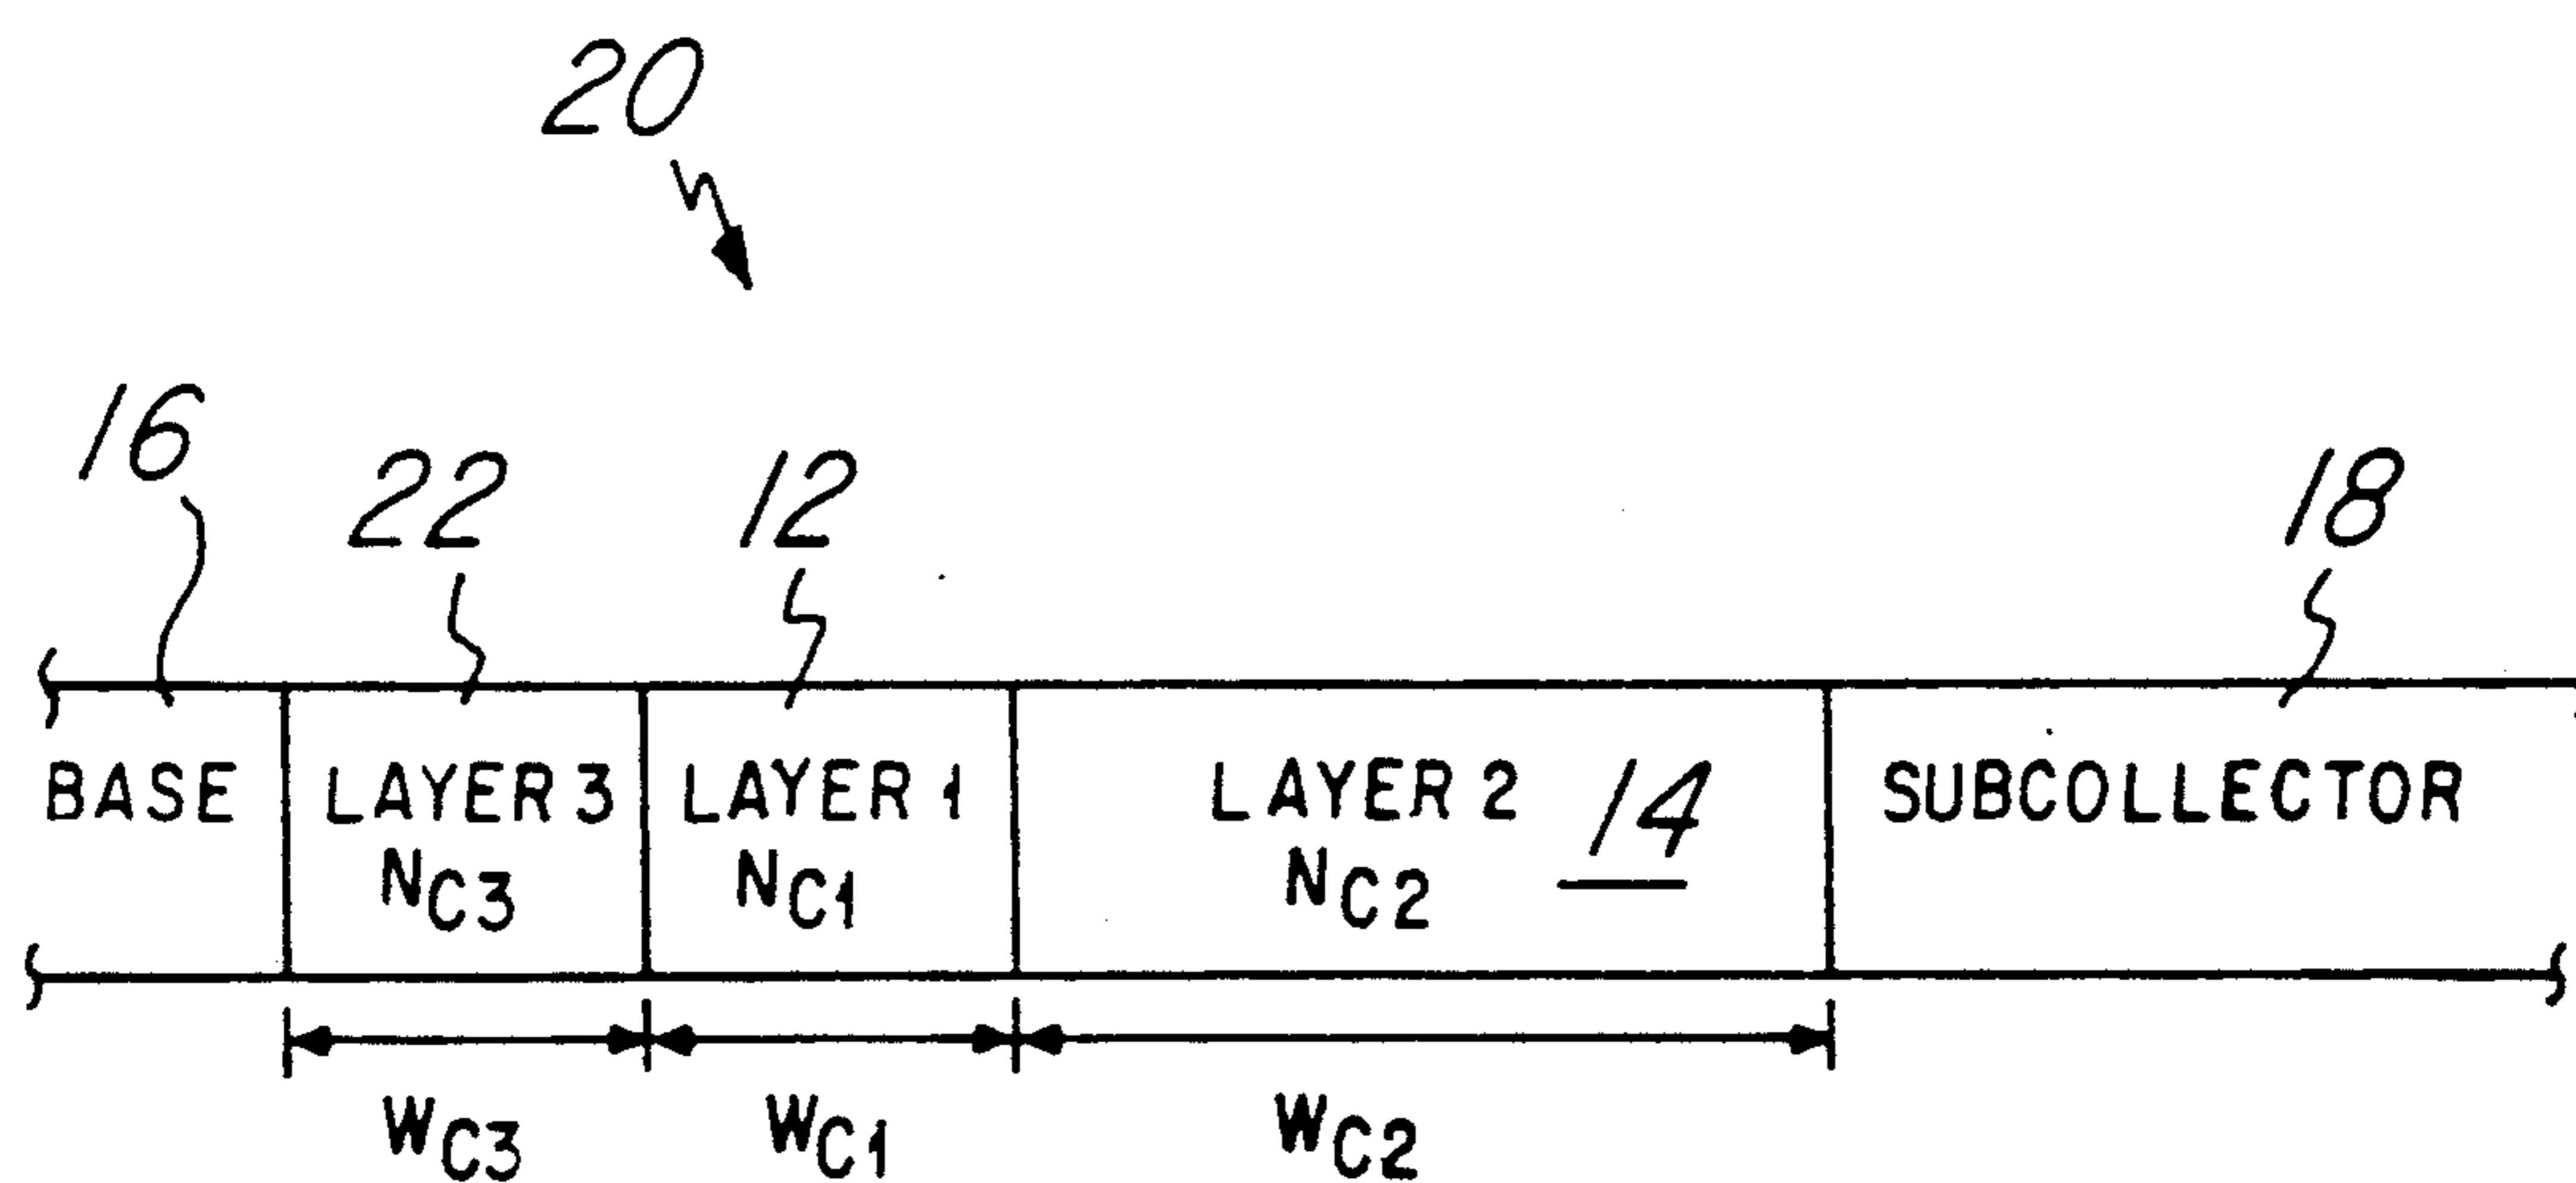 20
16
22
12
18
BASE
LAYER 3
LAYER 1
LAYER 2
14
SUBCOLLECTOR
NC3
NC1
NC2
WC3
WC1
WC2